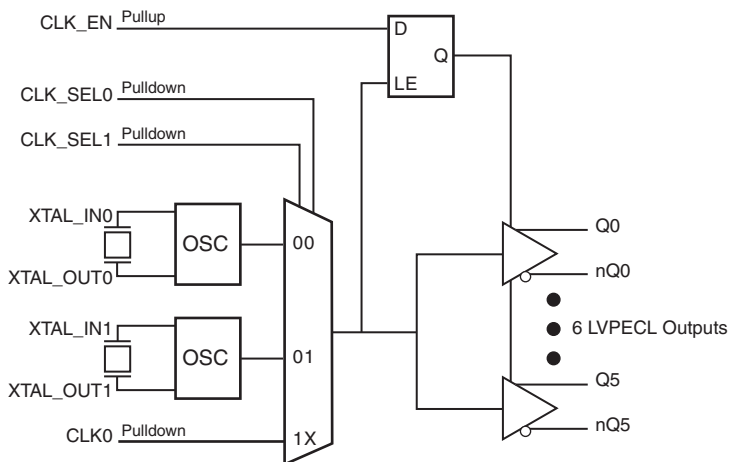 CLK_EN Pullup
D
Q
LE
CLK_SEL0 Pulldown
CLK_SEL1 Pulldown
XTAL_IN0
OSC
00
XTAL_OUT0
Q0
nQ0
6 LVPECL Outputs
XTAL_IN1
OSC
01
XTAL_OUT1
Q5
nQ5
CLK0 Pulldown
1X